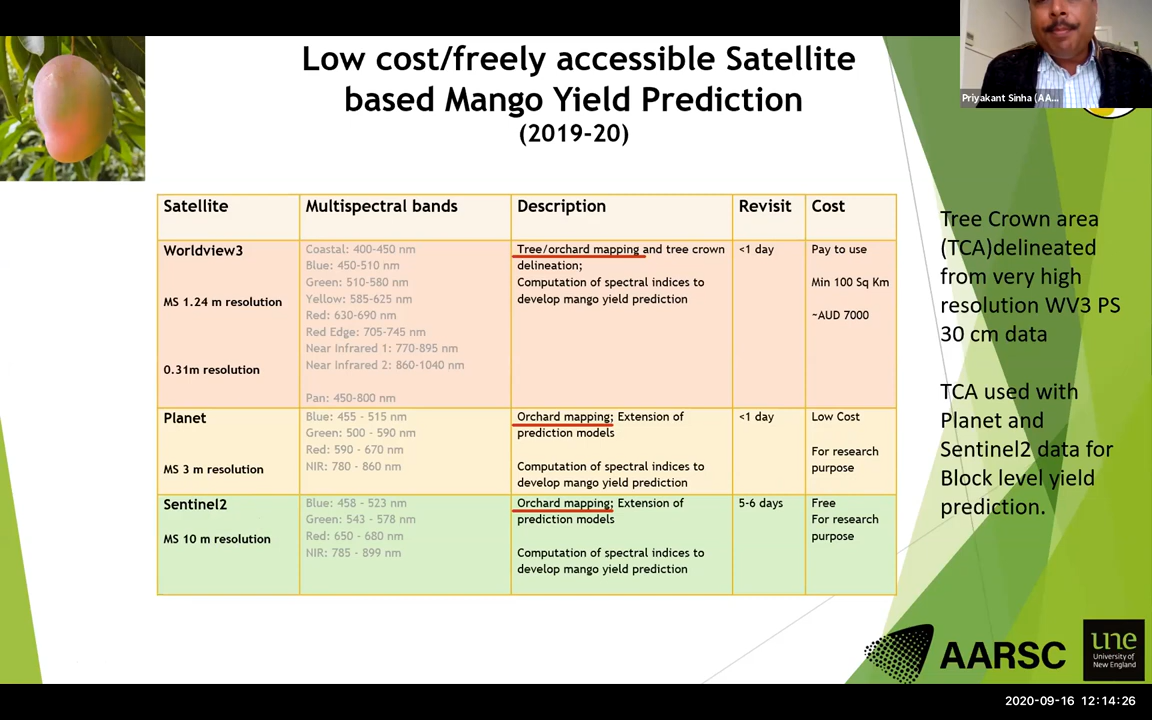 Low cost/freely accessible Satellite
based Mango Yield Prediction
(2019-20)
Priyakant Sinha (AA...
Satellite
Multispectral bands
Description
Revisit
Cost
Worldview3
MS 1.24 m resolution
0.31m resolution
Coastal: 400-450 nm
Blue: 450-510 nm
Green: 510-580 nm
Yellow: 585-625 nm
Red: 630-690 nm
Red Edge: 705-745 nm
Near Infrared 1: 770-895 nm
Near Infrared 2: 860-1040 nm
Pan: 450-800 nm
Tree/orchard mapping and tree crown
delineation;
Computation of spectral indices to
develop mango yield prediction
<1 day
Pay to use
Min 100 Sq Km
~AUD 7000
Planet
MS 3 m resolution
Blue: 455 - 515 nm
Green: 500 - 590 nm
Red: 590 - 670 nm
NIR: 780 - 860 nm
Orchard mapping; Extension of
prediction models
Computation of spectral indices to
develop mango yield prediction
<1 day
Low Cost
For research
purpose
Sentinel2
MS 10 m resolution
Blue: 458 - 523 nm
Green: 543 - 578 nm
Red: 650 - 680 nm
NIR: 785 - 899 nm
Orchard mapping; Extension of
prediction models
Computation of spectral indices to
develop mango yield prediction
5-6 days
Free
For research
purpose
Tree Crown area
(TCA)delineated
from very high
resolution WV3 PS
30 cm data
TCA used with
Planet and
Sentinel2 data for
Block level yield
prediction.
AARSC
une
University of
New England
2020-09-16 12:14:26